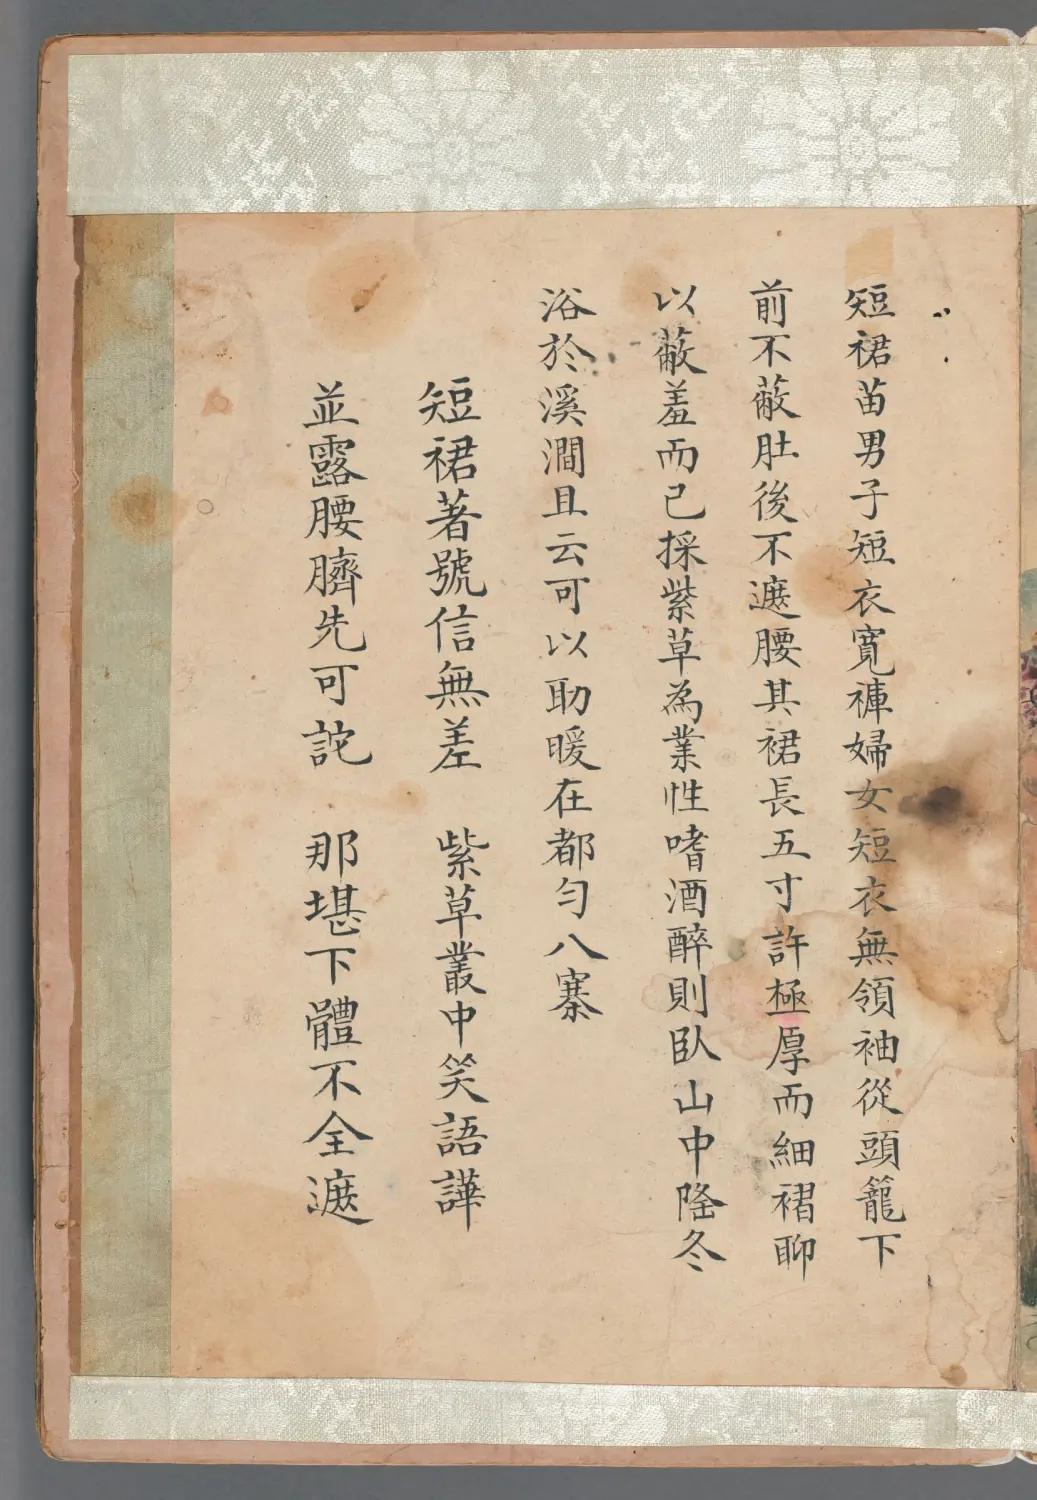 短裙苗男子短衣寬褲婦女短衣無領袖從頭籠下
前不蔽肚後不遮腰其裙長五寸許極厚而細褶聊
以蔽羞而已採紫草為業性嗜酒醉則臥山中隆冬
浴於溪澗且云可以助暖在都勻八寨
短裙著號信無差 紫草叢中笑語譁
並露腰臍先可詫 那堪下體不全遮